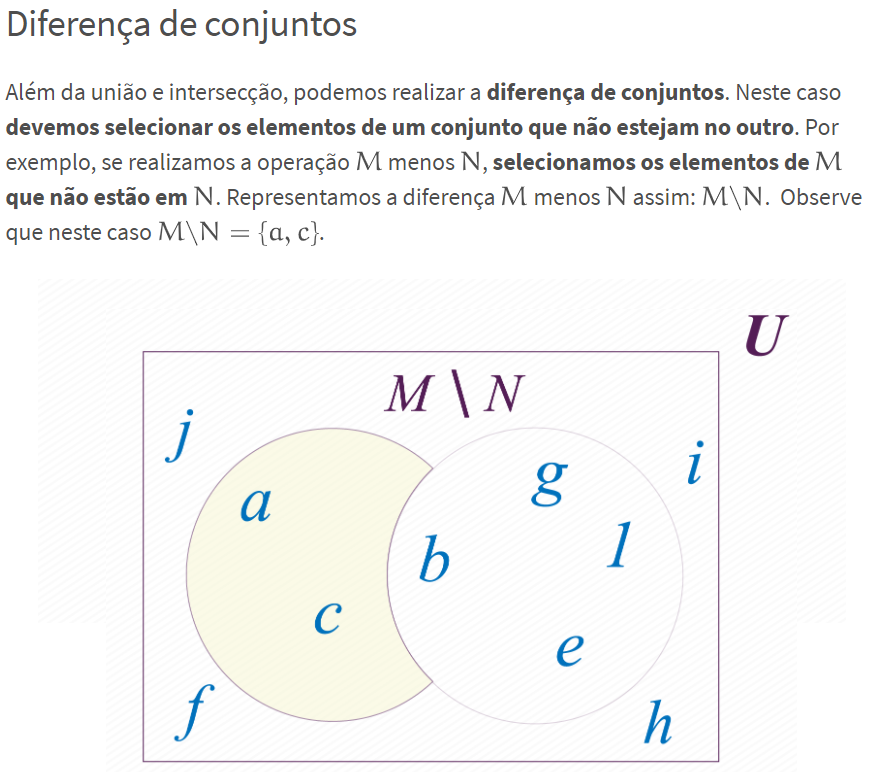 Diferença de conjuntos
Além da união e intersecção, podemos realizar a diferença de conjuntos. Neste caso
devemos selecionar os elementos de um conjunto que não estejam no outro. Por
exemplo, se realizamos a operação M menos N, selecionamos os elementos de M
que não estão em N. Representamos a diferença M menos N assim: M\N. Observe
que neste caso M\N = {a, c}.
U
M \ N
j
i
g
a
l
b
c
e
f
h